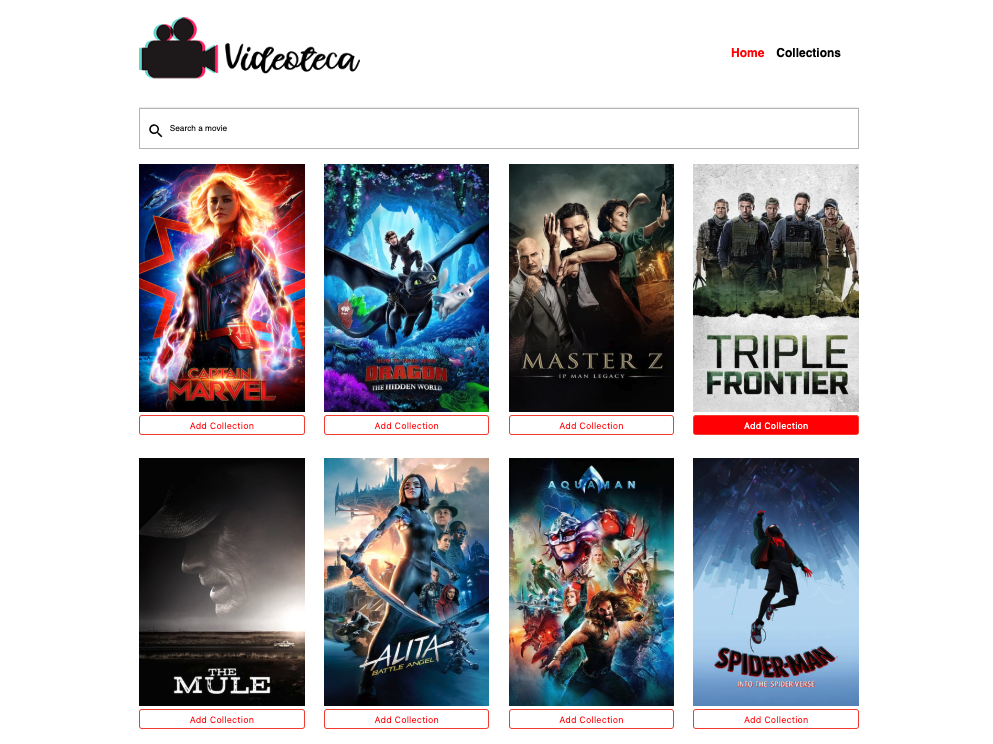 Videoteca
Home
Collections
Search a movie
CAPTAIN
MARVEL
DRAGON
THE HIDDEN WORLD
MASTER Z
IP MAN LEGACY
TRIPLE
FRONTIER
Add Collection
Add Collection
Add Collection
Add Collection
THE
MULE
ALITA
BATTLE ANGEL
AQUAMAN
SPIDER-MAN
INTO THE SPIDER-VERSE
Add Collection
Add Collection
Add Collection
Add Collection